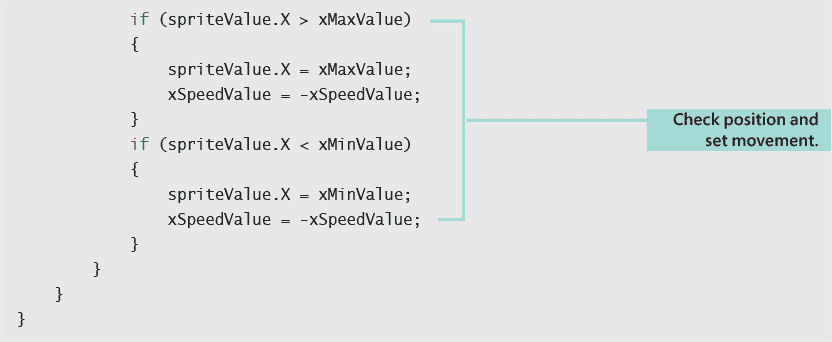 if (spriteValue.X > xMaxValue)
{
spriteValue.X = xMaxValue;
xSpeedValue = -xSpeedValue;
}
if (spriteValue.X < xMinValue)
{
spriteValue.X = xMinValue;
xSpeedValue = -xSpeedValue;
}
}
}
}
Check position and
set movement.